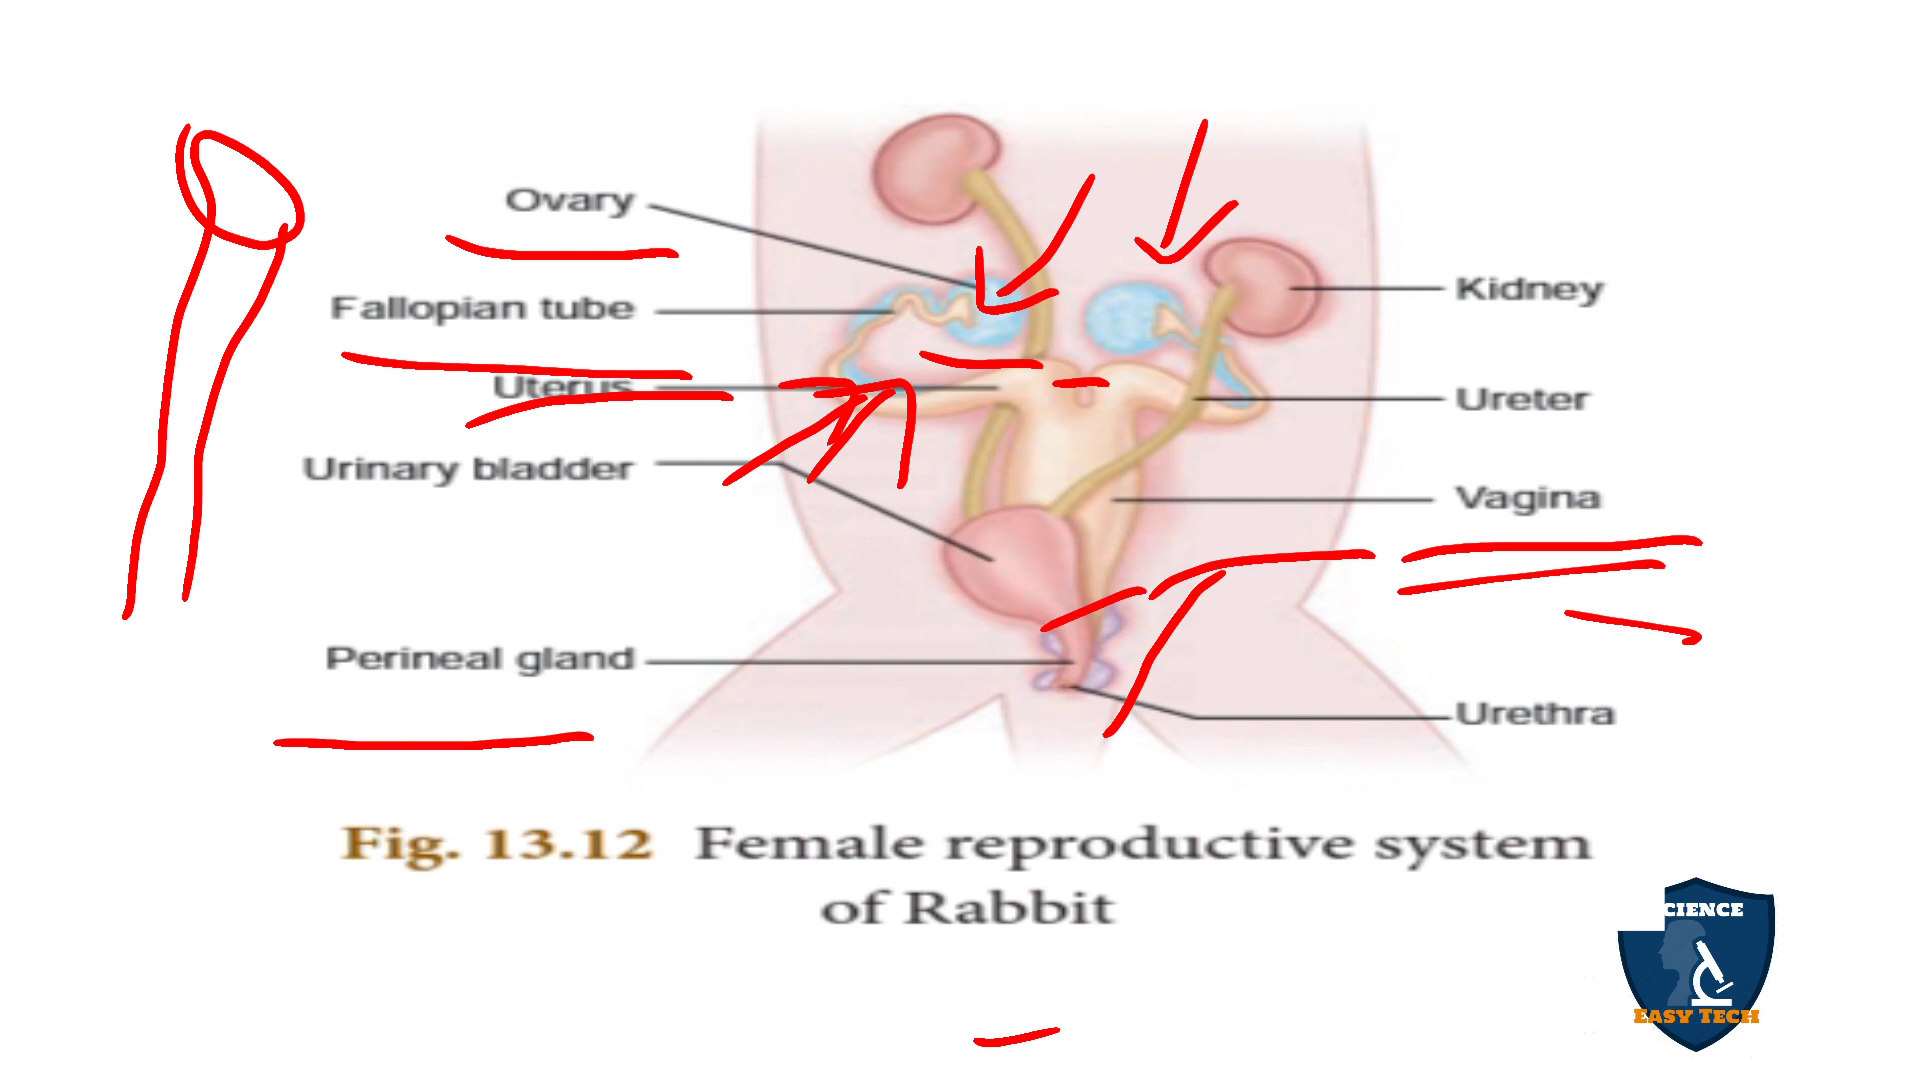 Ovary
Fallopian tube
Uterus
Urinary bladder
Perineal gland
Kidney
Ureter
Vagina
Urethra
Fig. 13.12 Female reproductive system
of Rabbit
CIENCE
EASY TECH